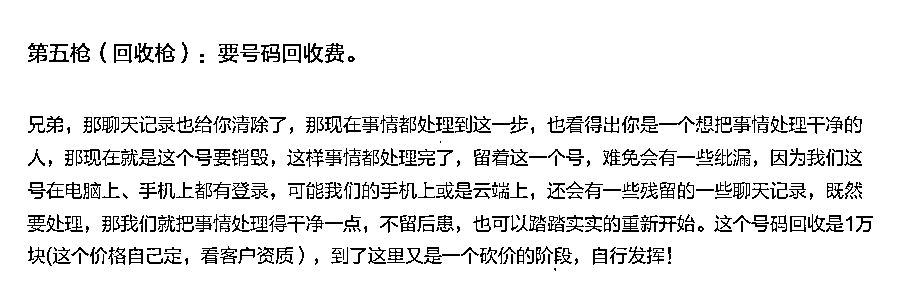 第五枪（回收枪）：要号码回收费。
兄弟，那聊天记录也给你清除了，那现在事情都处理到这一步，也看得出你是一个想把事情处理干净的
人，那现在就是这个号要销毁，这样事情都处理完了，留着这一个号，难免会有一些纰漏，因为我们这
号在电脑上、手机上都有登录，可能我们的手机上或是云端上，还会有一些残留的一些聊天记录，既然
要处理，那我们就把事情处理得干净一点，不留后患，也可以踏踏实实的重新开始。这个号码回收是1万
块(这个价格自己定，看客户资质），到了这里又是一个砍价的阶段，自行发挥！